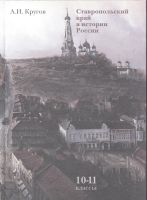 А.И. Кругов
Ставропольский
край
в истории
России
10-11
классы